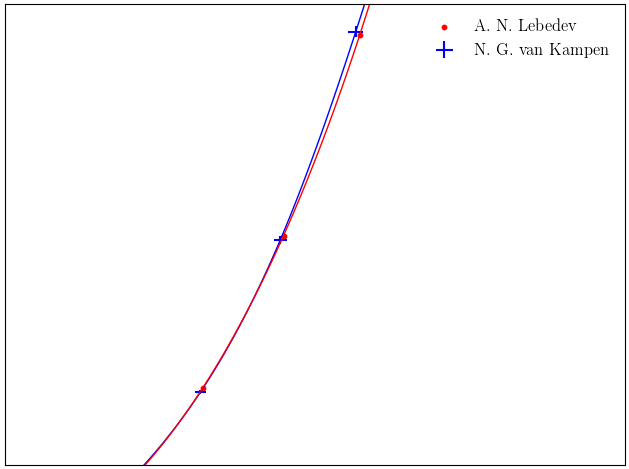 A. N. Lebedev
N. G. van Kampen